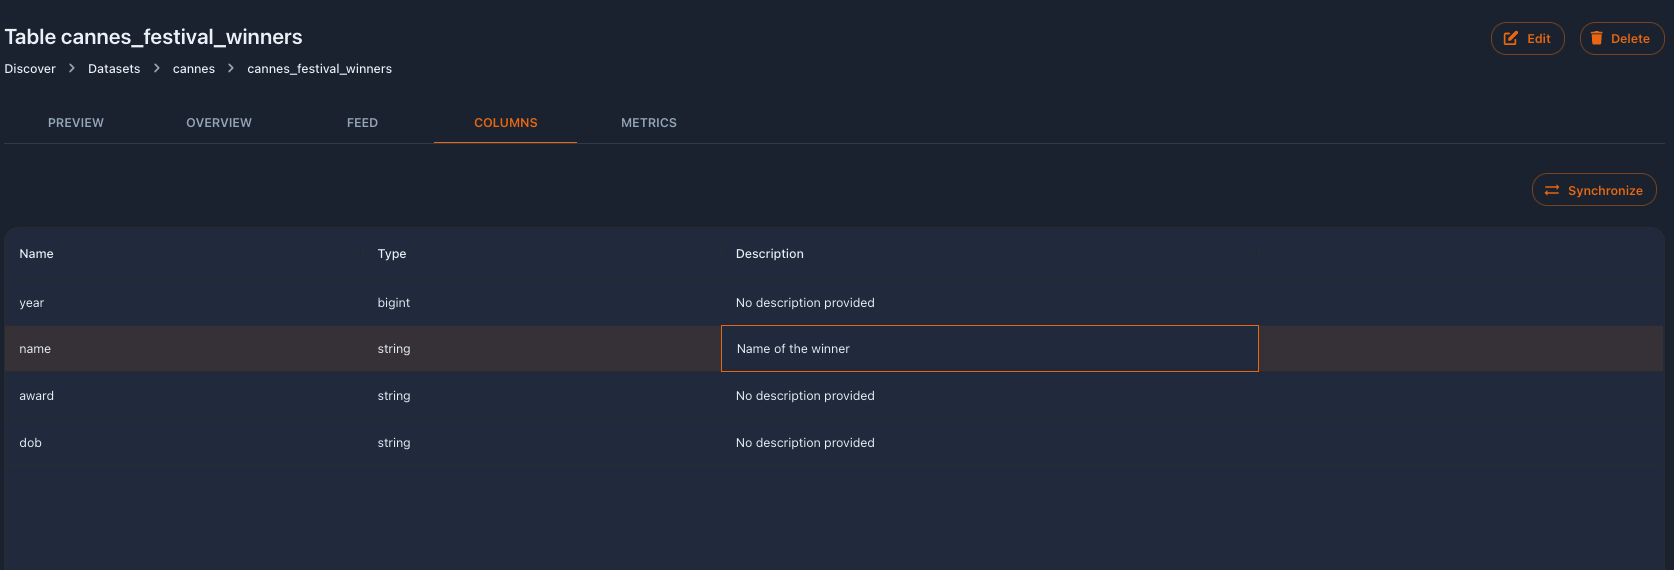 Table cannes_festival_winners
Edit
Delete
Discover > Datasets > cannes > cannes_festival_winners
PREVIEW OVERVIEW FEED COLUMNS METRICS
Synchronize
Name Type Description
year bigint No description provided
name string Name of the winner
award string No description provided
dob string No description provided